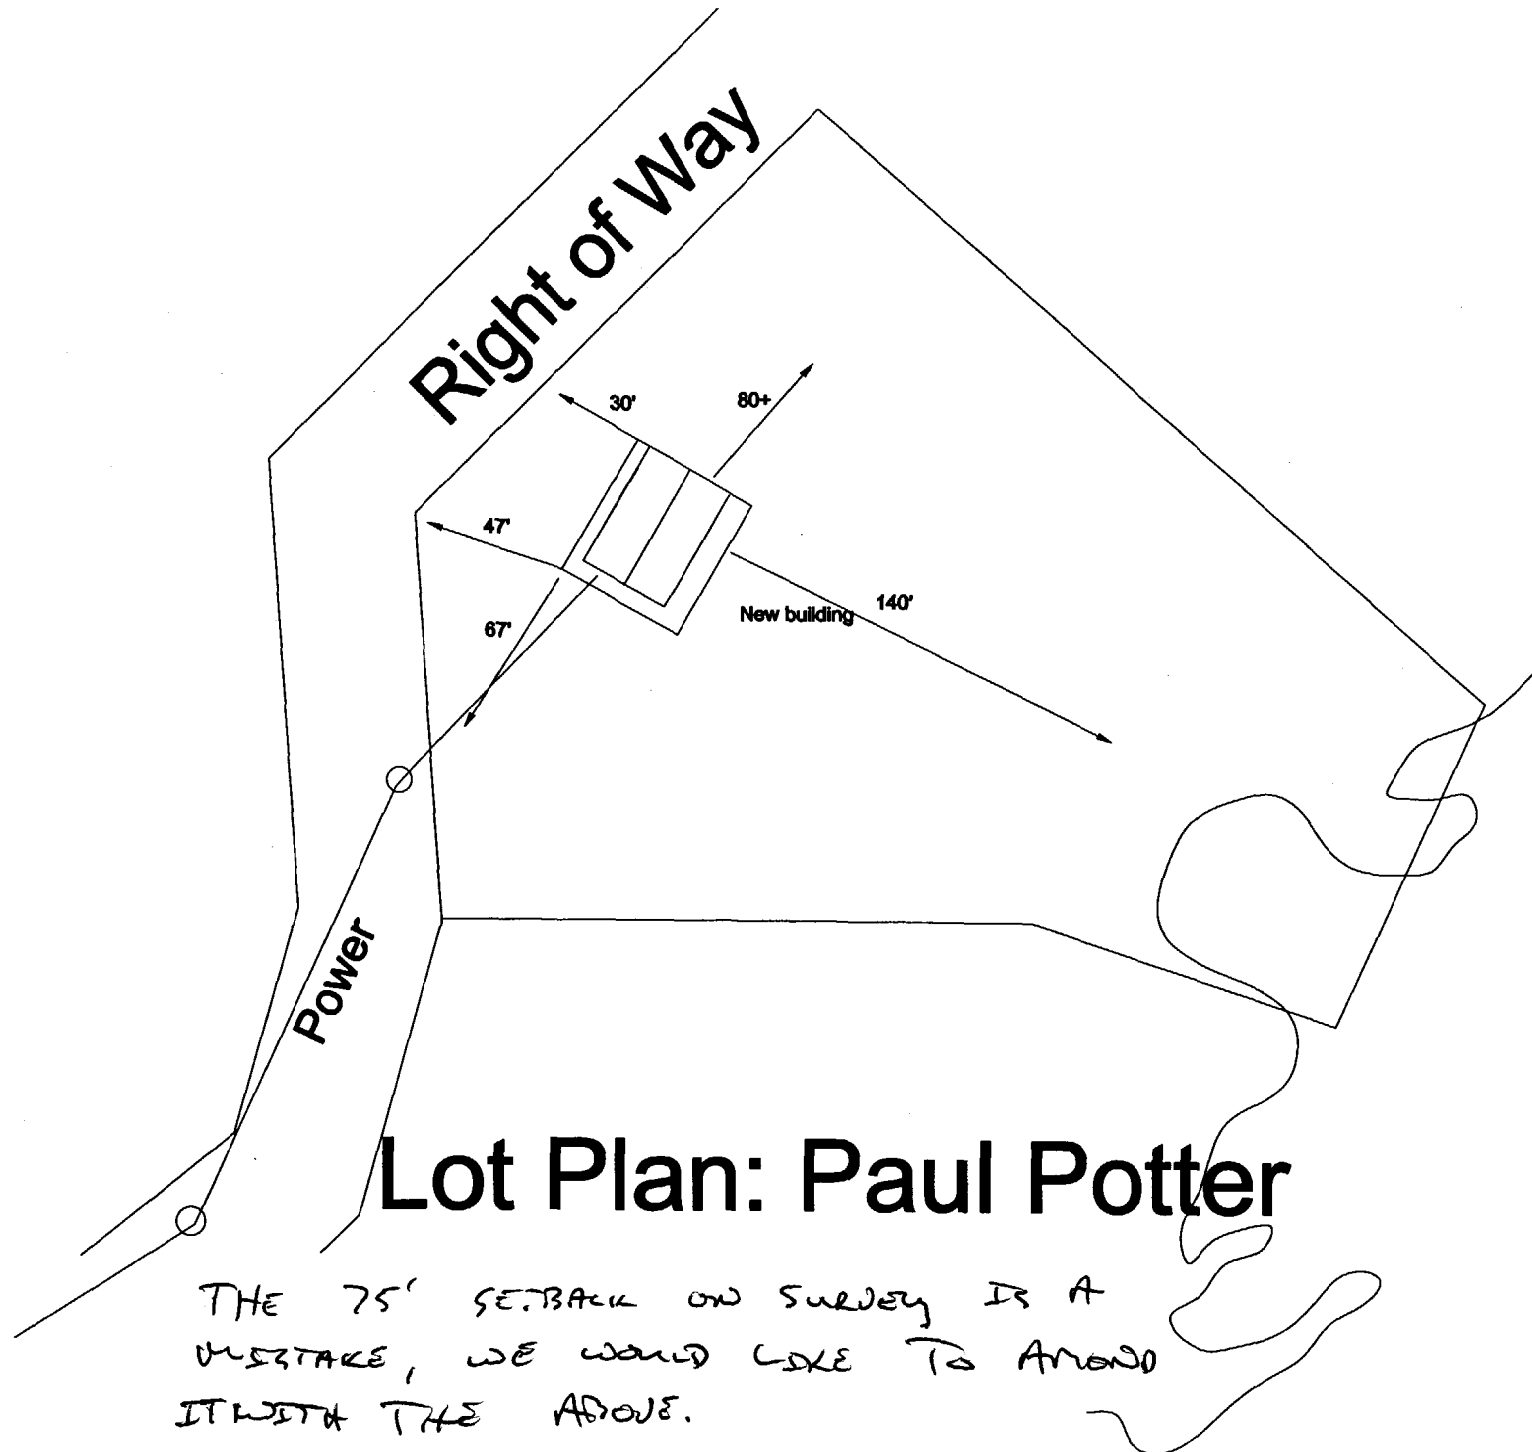 Right of Way
30'
80+
47'
67'
New building
140'
Power
Lot Plan: Paul Potter
THE 75' SETBACK ON SURVEY IS A
MISTAKE, WE WOULD LIKE TO AMOND
IT WITH THE ABOVE.